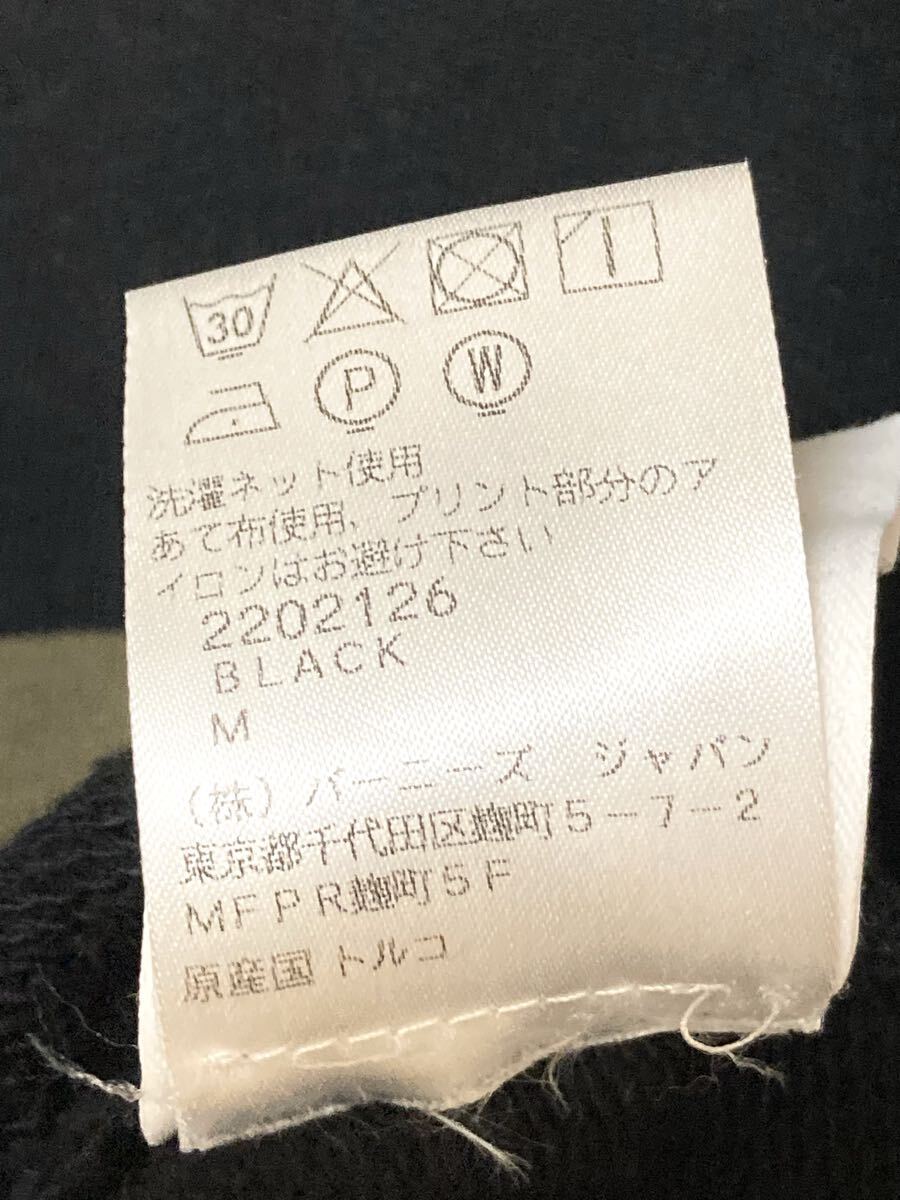 30
P W
洗濯ネット使用
あて布使用、プリント部分のア
イロンはお避け下さい
2202126
BLACK
M
（株）バーニーズ ジャパン
東京都千代田区麹町5-7-2
MFPR麹町5F
原産国 トルコ